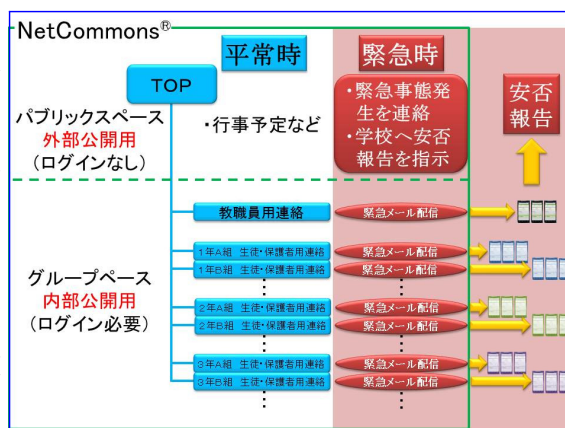 NetCommons®
平常時
緊急時
安否
報告
TOP
パブリックスペース
外部公開用
(ログインなし)
・行事予定など
・緊急事態発
生を連絡
・学校へ安否
報告を指示
グループペース
内部公開用
(ログイン必要)
教職員用連絡
緊急メール配信
1年A組 生徒・保護者用連絡
緊急メール配信
1年B組 生徒・保護者用連絡
緊急メール配信
2年A組 生徒・保護者用連絡
緊急メール配信
2年B組 生徒・保護者用連絡
緊急メール配信
3年A組 生徒・保護者用連絡
緊急メール配信
3年B組 生徒・保護者用連絡
緊急メール配信